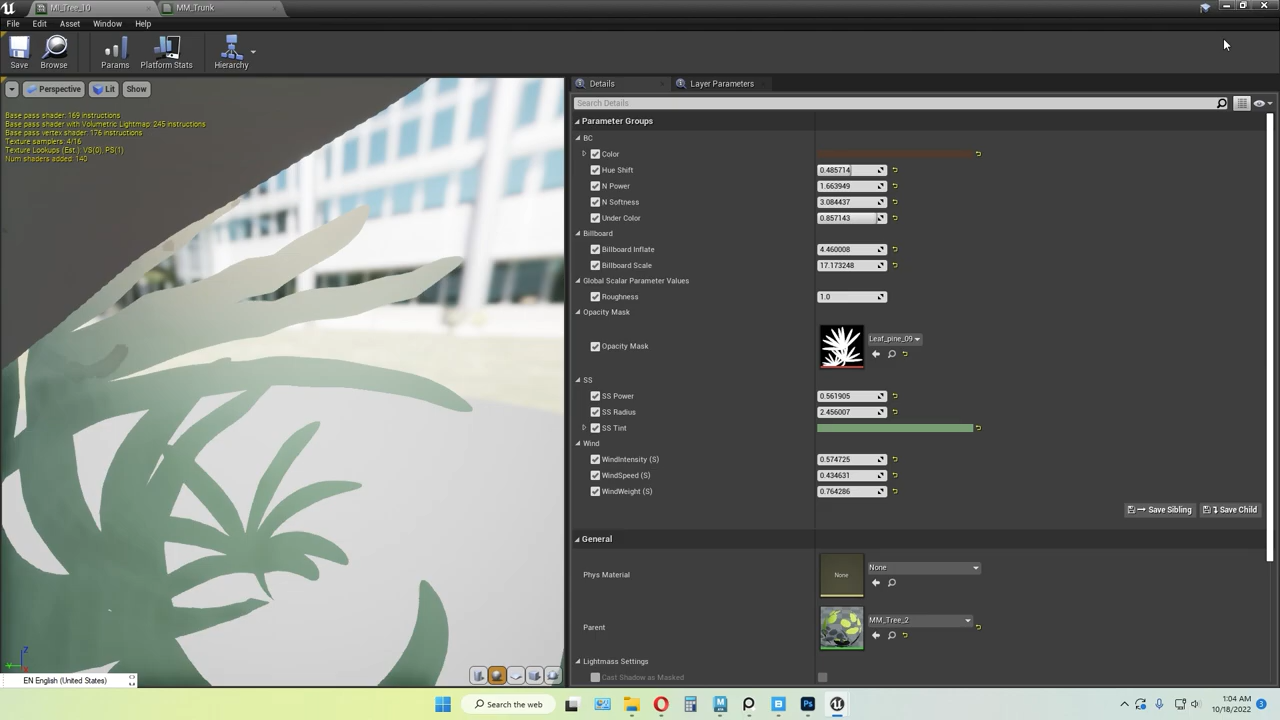 MI_Tree_10
MM_Trunk
File Edit Asset Window Help
Save Browse Params Platform Stats Hierarchy
Perspective Lit Show
Base pass shader: 169 instructions
Base pass shader with Volumetric Lightmap: 245 instructions
Base pass vertex shader: 176 instructions
Texture samplers: 4/16
Texture Lookups (Est.): VS(0), PS(1)
Num shaders added: 140
Details Layer Parameters
Search Details
Parameter Groups
BC
Color
Hue Shift 0.485714
N Power 1.663949
N Softness 3.084437
Under Color 0.857143
Billboard
Billboard Inflate 4.460008
Billboard Scale 17.173248
Global Scalar Parameter Values
Roughness 1.0
Opacity Mask
Opacity Mask Leaf_pine_09
SS
SS Power 0.561905
SS Radius 2.456007
SS Tint
Wind
WindIntensity (S) 0.574725
WindSpeed (S) 0.434631
WindWeight (S) 0.764286
Save Sibling Save Child
General
Phys Material None None
Parent MM_Tree_2
Lightmass Settings
Cast Shadow as Masked
Z
Y
EN English (United States)
Search the web
1:04 AM
10/18/2022
3